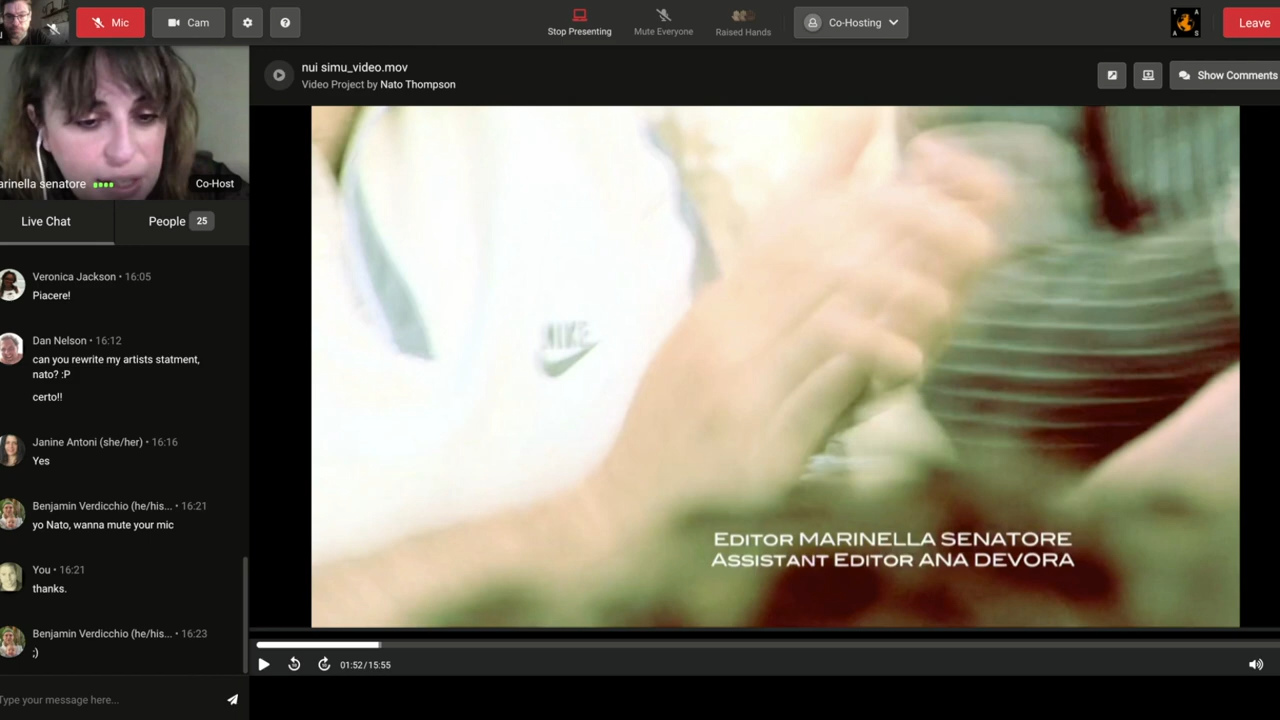 Mic
Cam
Stop Presenting
Mute Everyone
Raised Hands
Co-Hosting
T A
A S
Leave
nui simu_video.mov
Video Project by Nato Thompson
Show Comments
arinella senatore
Co-Host
Live Chat
People 25
Veronica Jackson • 16:05
Piacere!
Dan Nelson • 16:12
can you rewrite my artists statment,
nato? :P
certo!!
Janine Antoni (she/her) • 16:16
Yes
Benjamin Verdicchio (he/his... • 16:21
yo Nato, wanna mute your mic
You • 16:21
thanks.
Benjamin Verdicchio (he/his... • 16:23
;)
Type your message here...
NIKE
Editor MARINELLA SENATORE
Assistant Editor ANA DEVORA
01:52/15:55